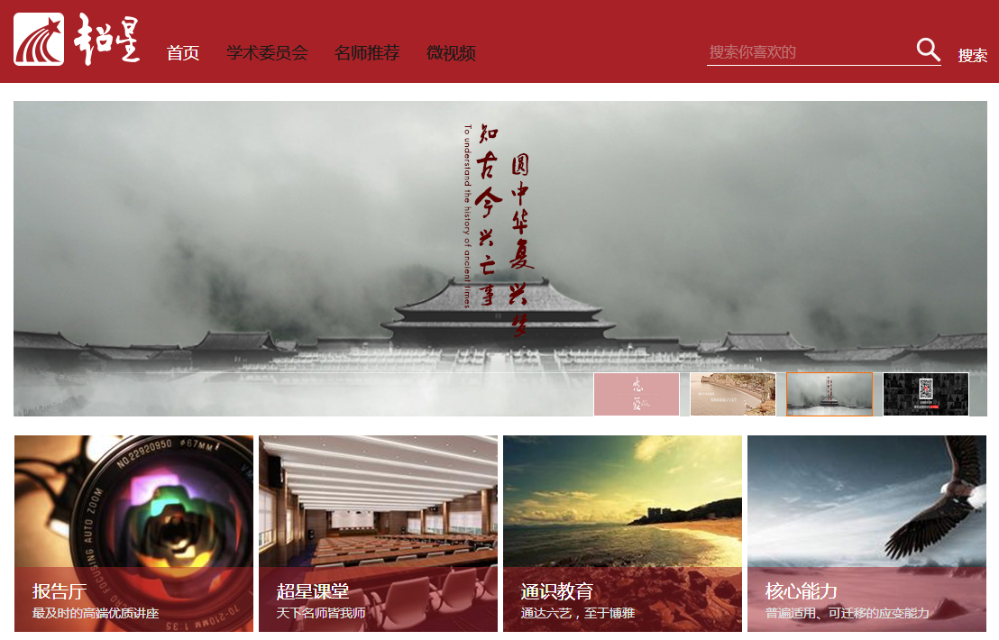 超星
首页
学术委员会
名师推荐
微视频
搜索你喜欢的
搜索
圆中华复兴梦
知古今兴亡事
To understand the history of ancient times
NO.22920950 ø67mm
AUTO ZOOM
70-210MM 1:35
报告厅
最及时的高端优质讲座
超星课堂
天下名师皆我师
通识教育
通达六艺，至于博雅
核心能力
普遍适用、可迁移的应变能力